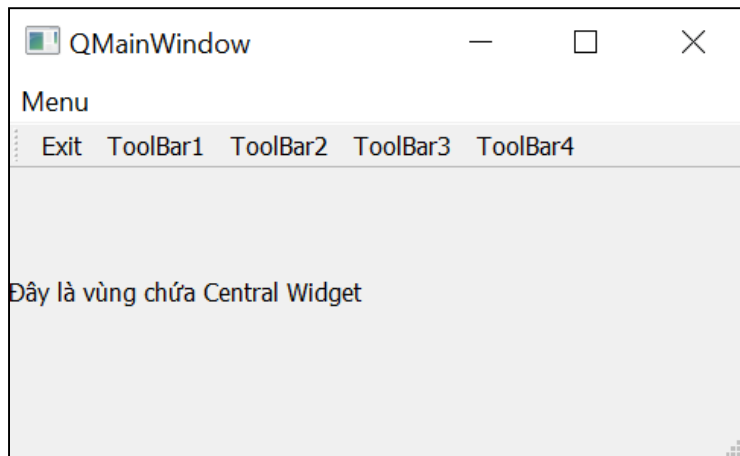 QMainWindow
Menu
Exit ToolBar1 ToolBar2 ToolBar3 ToolBar4
Đây là vùng chứa Central Widget